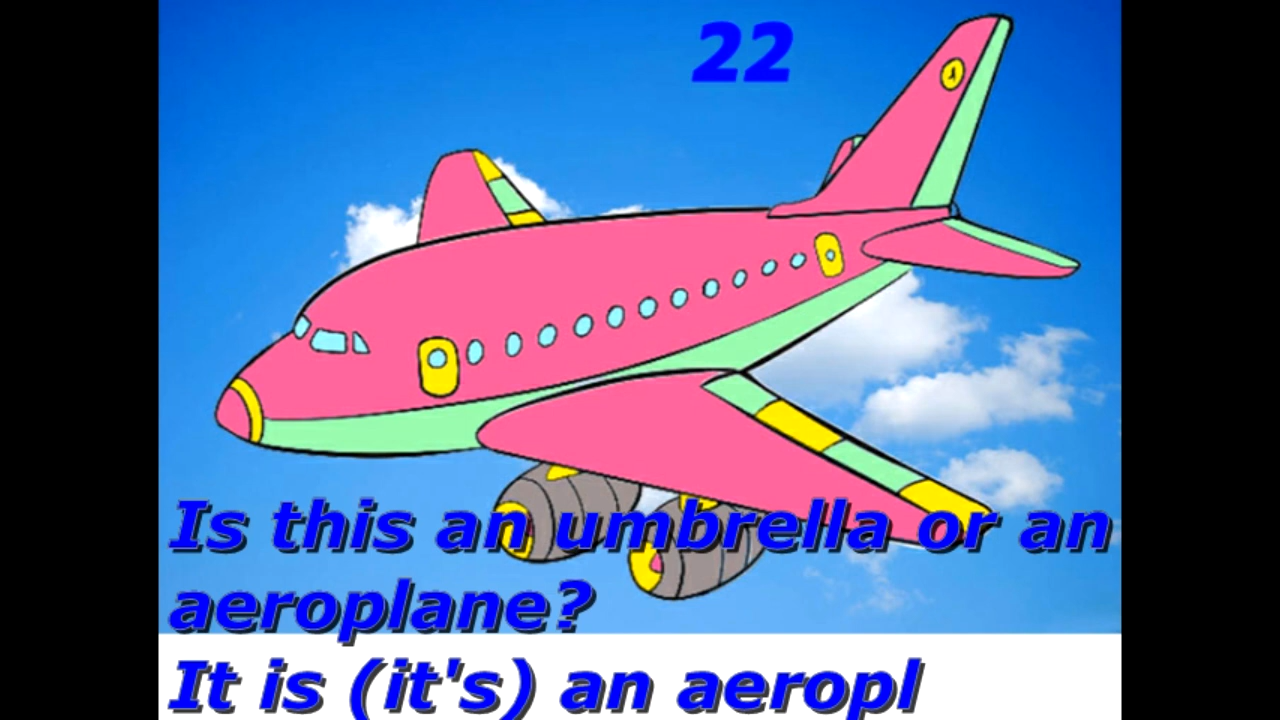 22
Is this an umbrella or an
aeroplane?
It is (it's) an aeropl